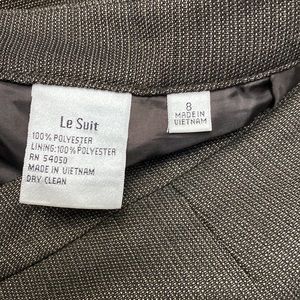 Le Suit
100% POLYESTER
LINING: 100% POLYESTER
RN 54050
MADE IN VIETNAM
DRY CLEAN
8
MADE IN
VIETNAM